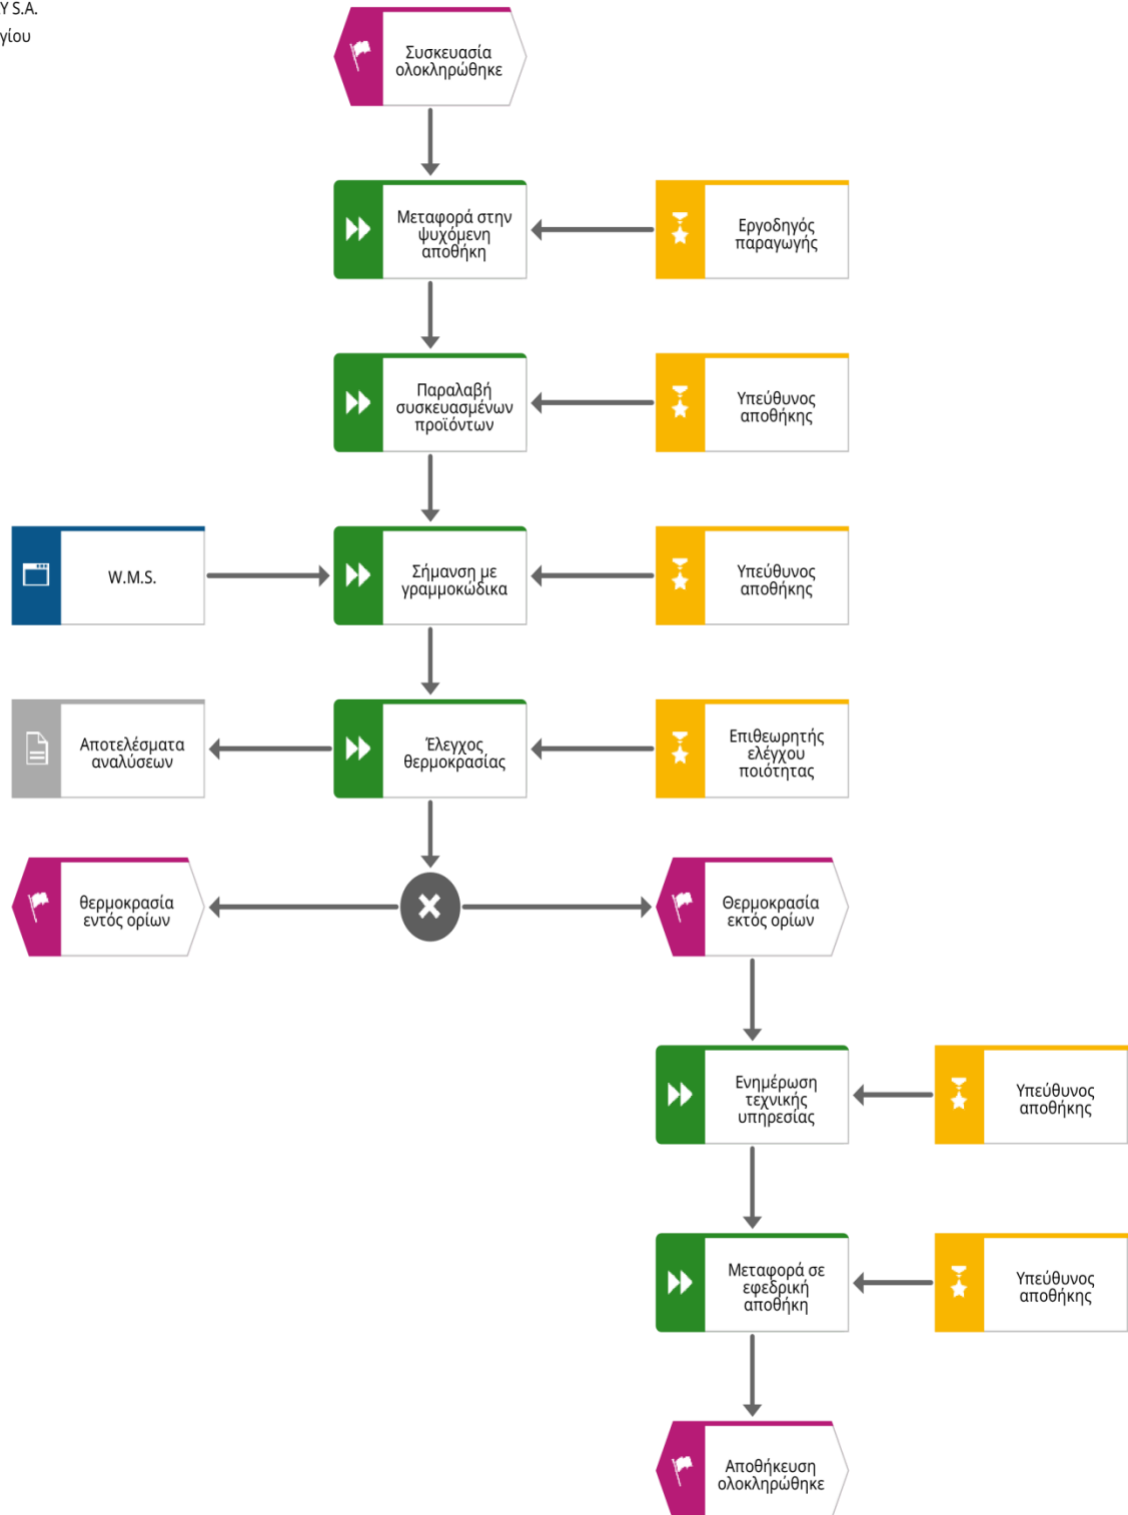 Y S.A.
γίου
Συσκευασία
ολοκληρώθηκε
Μεταφορά στην
ψυχόμενη
αποθήκη
Εργοδηγός
παραγωγής
Παραλαβή
συσκευασμένων
προϊόντων
Υπεύθυνος
αποθήκης
W.M.S.
Σήμανση με
γραμμοκώδικα
Υπεύθυνος
αποθήκης
Αποτελέσματα
αναλύσεων
Έλεγχος
θερμοκρασίας
Επιθεωρητής
ελέγχου
ποιότητας
θερμοκρασία
εντός ορίων
Θερμοκρασία
εκτός ορίων
Ενημέρωση
τεχνικής
υπηρεσίας
Υπεύθυνος
αποθήκης
Μεταφορά σε
εφεδρική
αποθήκη
Υπεύθυνος
αποθήκης
Αποθήκευση
ολοκληρώθηκε